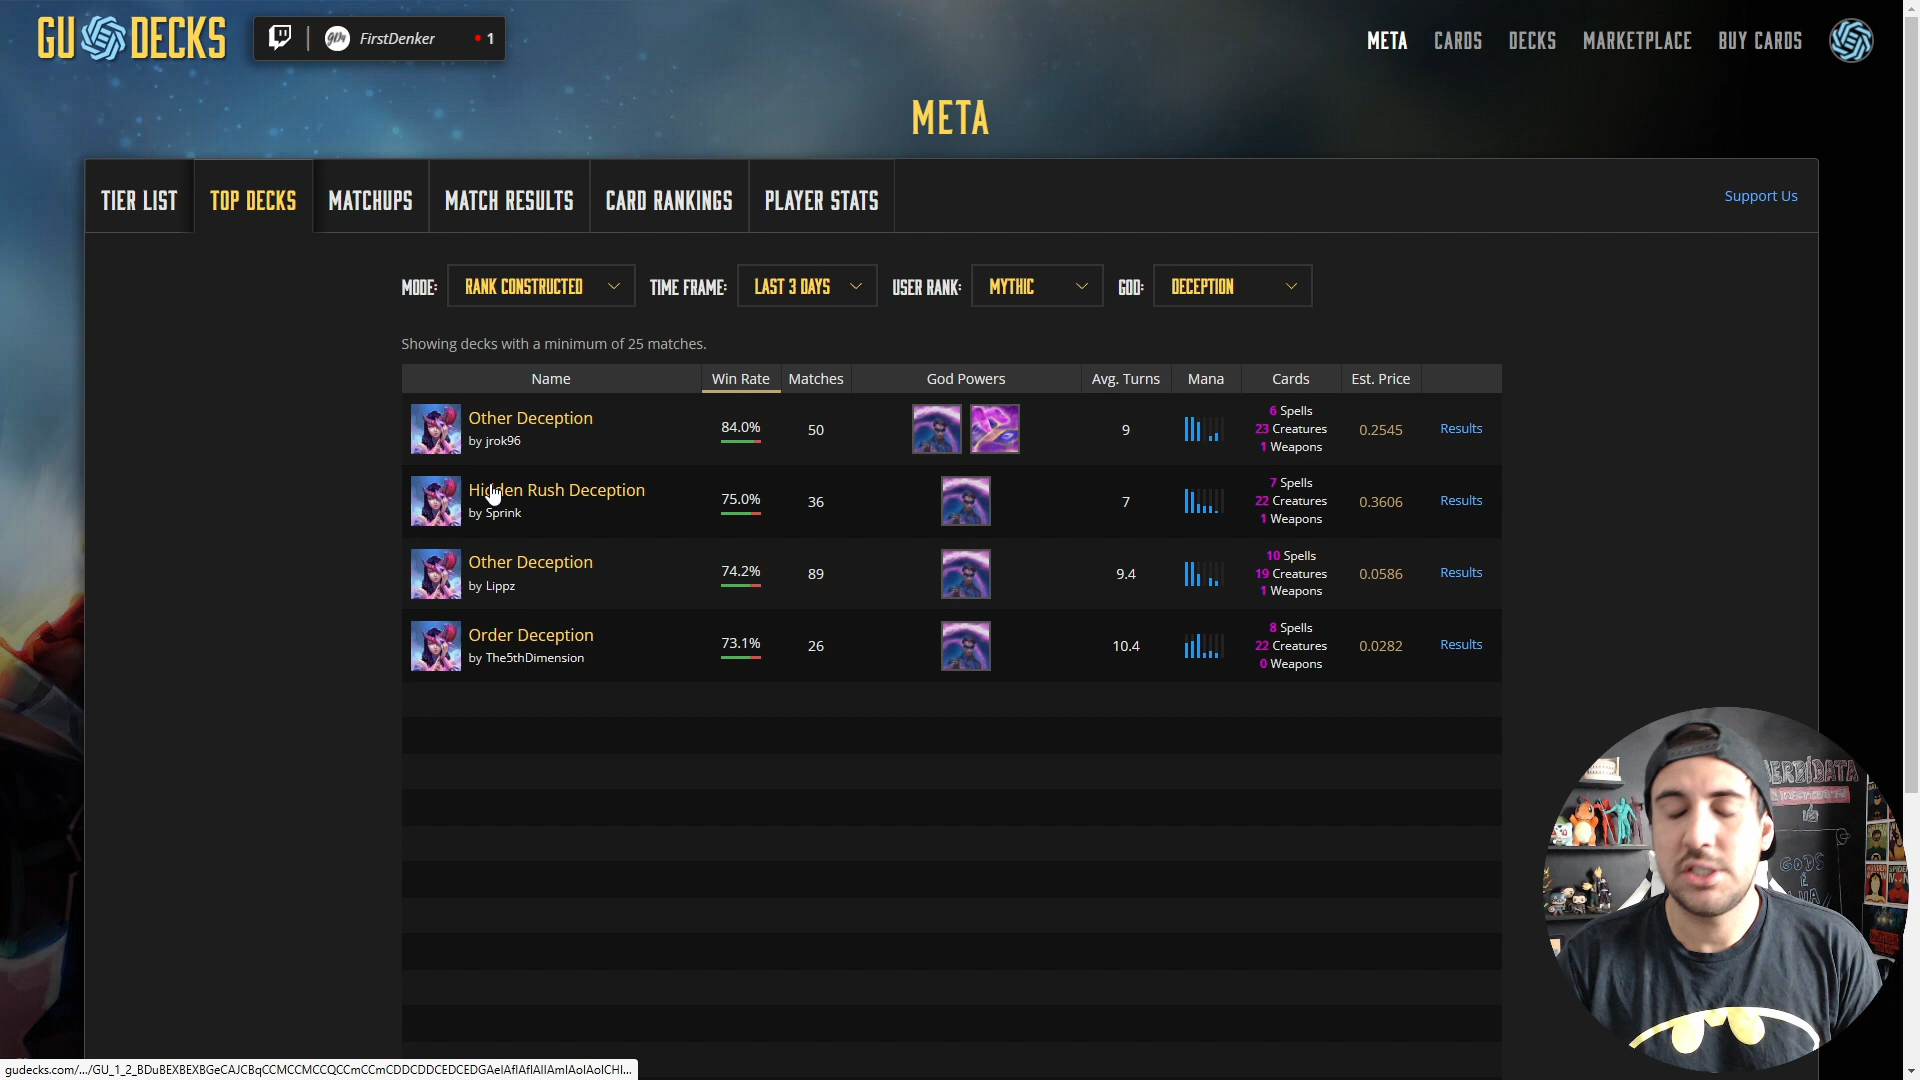 GU DECKS
FirstDenker 1
META CARDS DECKS MARKETPLACE BUY CARDS
META
TIER LIST TOP DECKS MATCHUPS MATCH RESULTS CARD RANKINGS PLAYER STATS
Support Us
MODE: RANK CONSTRUCTED TIME FRAME: LAST 3 DAYS USER RANK: MYTHIC GOD: DECEPTION
Showing decks with a minimum of 25 matches.
Name Win Rate Matches God Powers Avg. Turns Mana Cards Est. Price
Other Deception
by jrok96
84.0% 50 9
6 Spells
23 Creatures
1 Weapons
0.2545 Results
Hidden Rush Deception
by Sprink
75.0% 36 7
7 Spells
22 Creatures
1 Weapons
0.3606 Results
Other Deception
by Lippz
74.2% 89 9.4
10 Spells
19 Creatures
1 Weapons
0.0586 Results
Order Deception
by The5thDimension
73.1% 26 10.4
8 Spells
22 Creatures
0 Weapons
0.0282 Results
GODS
É